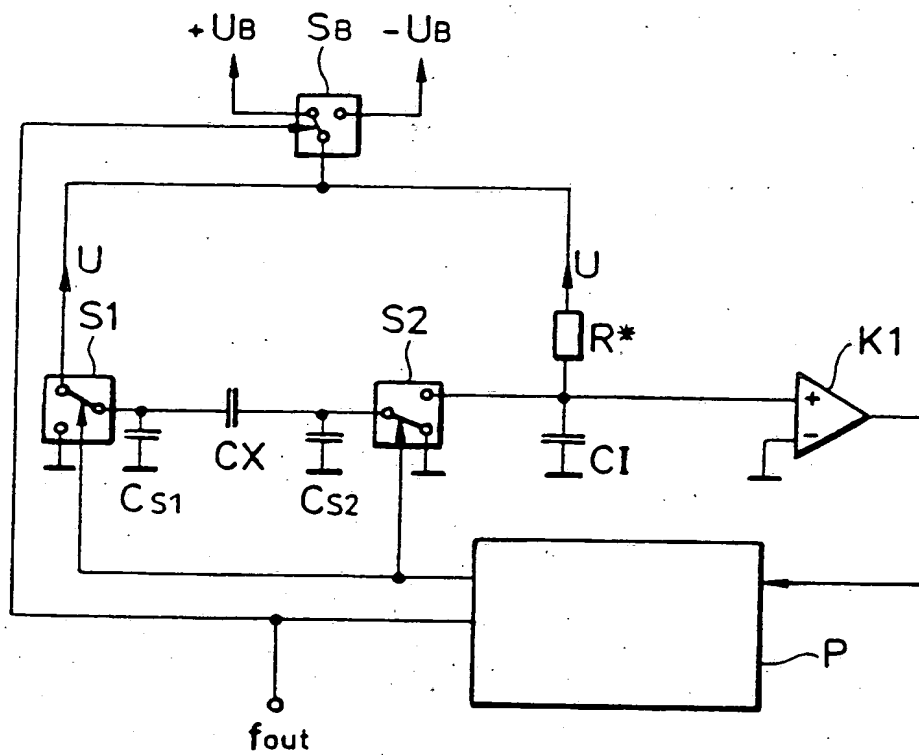 +UB SB -UB
U U
S1 S2 R* K1
+
-
CX CI
CS1 CS2
P
fout